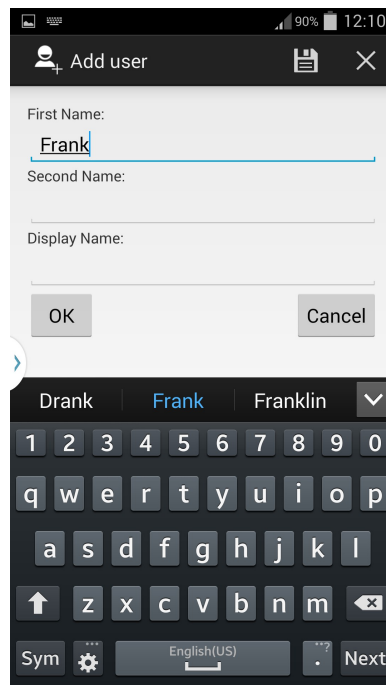 90% 12:10
Add user
First Name:
Frank
Second Name:
Display Name:
OK Cancel
Drank Frank Franklin
1 2 3 4 5 6 7 8 9 0
q w e r t y u i o p
a s d f g h j k l
z x c v b n m
Sym English(US) ...?. Next